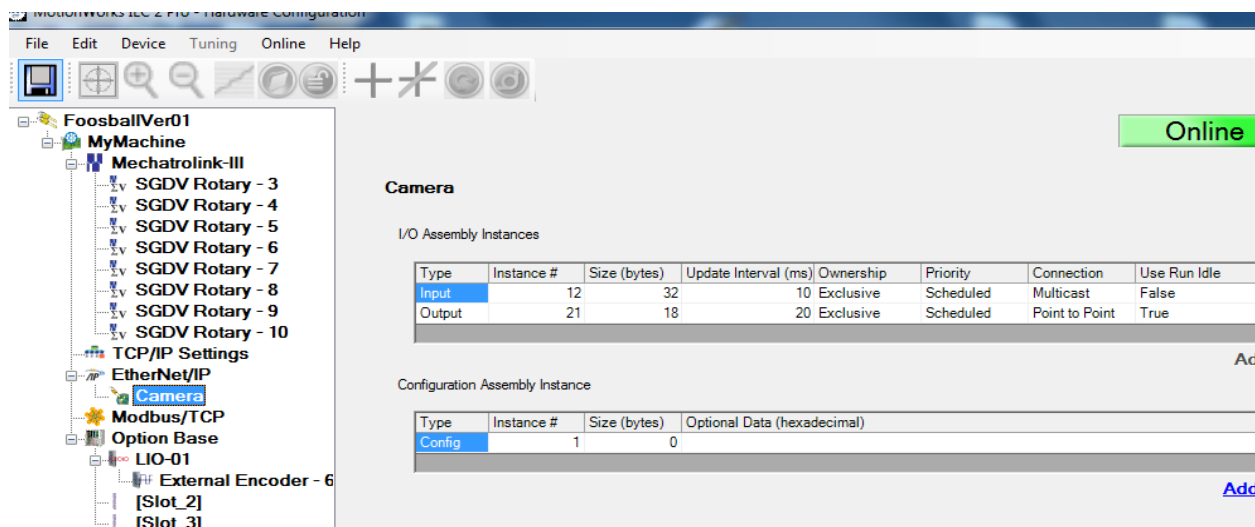 MotionWorks IEC 2 Pro - Hardware Configuration
File Edit Device Tuning Online Help
FoosballVer01
MyMachine
Mechatrolink-III
SGDV Rotary - 3
SGDV Rotary - 4
SGDV Rotary - 5
SGDV Rotary - 6
SGDV Rotary - 7
SGDV Rotary - 8
SGDV Rotary - 9
SGDV Rotary - 10
TCP/IP Settings
EtherNet/IP
Camera
Modbus/TCP
Option Base
LIO-01
External Encoder - 6
[Slot_2]
[Slot_3]
Online
Camera
I/O Assembly Instances
Type Instance # Size (bytes) Update Interval (ms) Ownership Priority Connection Use Run Idle
Input 12 32 10 Exclusive Scheduled Multicast False
Output 21 18 20 Exclusive Scheduled Point to Point True
Ad
Configuration Assembly Instance
Type Instance # Size (bytes) Optional Data (hexadecimal)
Config 1 0
Add